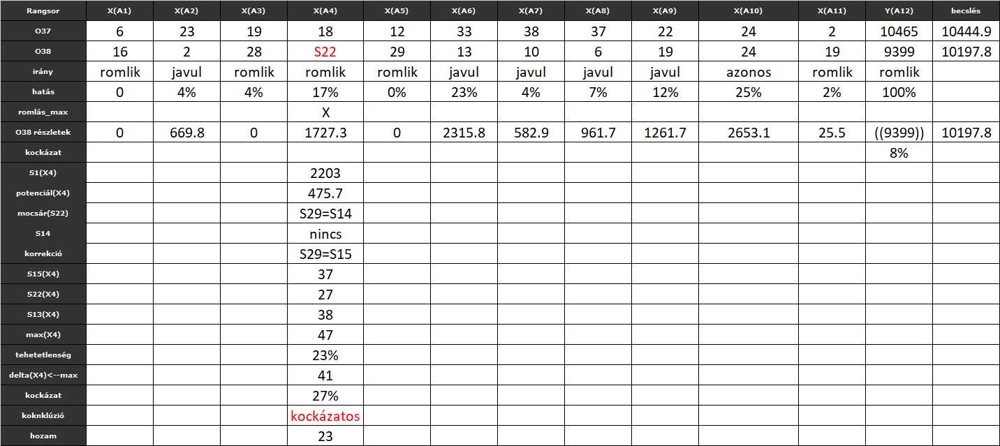 Rangsor X(A1) X(A2) X(A3) X(A4) X(A5) X(A6) X(A7) X(A8) X(A9) X(A10) X(A11) Y(A12) becslés
O37 6 23 19 18 12 33 38 37 22 24 2 10465 10444.9
O38 16 2 28 S22 29 13 10 6 19 24 19 9399 10197.8
irány romlik javul romlik romlik romlik javul javul javul javul azonos romlik romlik
hatás 0 4% 4% 17% 0% 23% 4% 7% 12% 25% 2% 100%
romlás_max X
O38 részletek 0 669.8 0 1727.3 0 2315.8 582.9 961.7 1261.7 2653.1 25.5 ((9399)) 10197.8
kockázat 8%
S1(X4) 2203
potenciál(X4) 475.7
mocsár(S22) S29=S14
S14 nincs
korrekció S29=S15
S15(X4) 37
S22(X4) 27
S13(X4) 38
max(X4) 47
tehetetlenség 23%
delta(X4)<--max 41
kockázat 27%
koknklúzió kockázatos
hozam 23